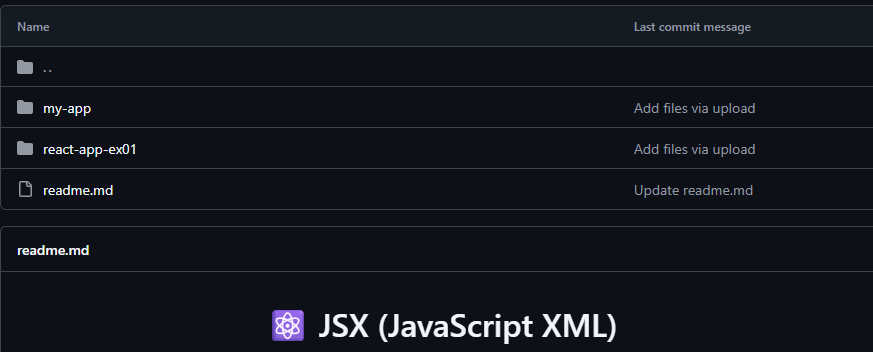 Name Last commit message
..
my-app Add files via upload
react-app-ex01 Add files via upload
readme.md Update readme.md
readme.md
⚛️ JSX (JavaScript XML)